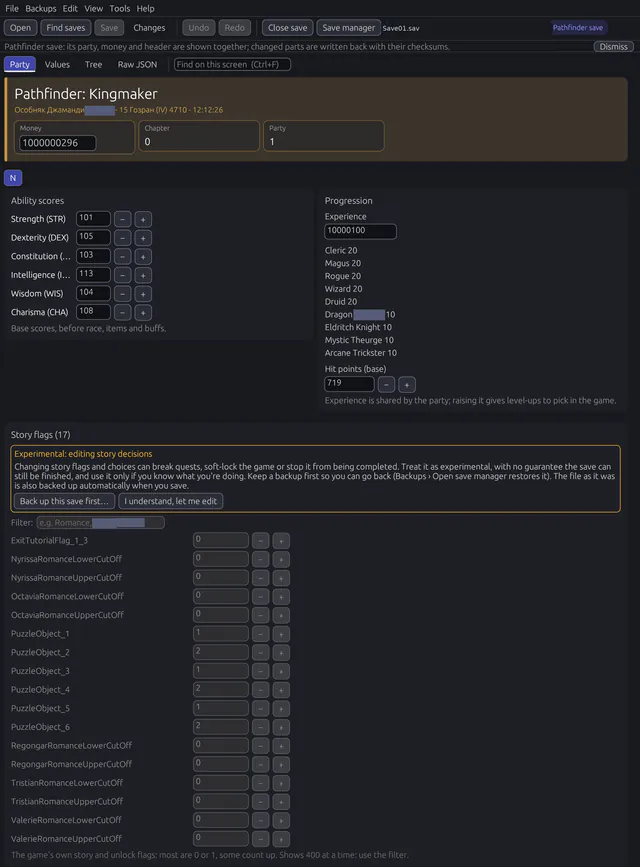 File Backups Edit View Tools Help
Open Find saves Save Changes Undo Redo Close save Save manager Save01.sav Pathfinder save
Pathfinder save: its party, money and header are shown together; changed parts are written back with their checksums. Dismiss
Party Values Tree Raw JSON Find on this screen (Ctrl+F)
Pathfinder: Kingmaker
Особняк Джаманди - 15 Гозран (IV) 4710 - 12:12:26
Money Chapter Party
1000000296 0 1
N
Ability scores
Strength (STR) 101 − +
Dexterity (DEX) 105 − +
Constitution (... 103 − +
Intelligence (I... 113 − +
Wisdom (WIS) 104 − +
Charisma (CHA) 108 − +
Base scores, before race, items and buffs.
Progression
Experience
10000100
Cleric 20
Magus 20
Rogue 20
Wizard 20
Druid 20
Dragon 10
Eldritch Knight 10
Mystic Theurge 10
Arcane Trickster 10
Hit points (base)
719 − +
Experience is shared by the party; raising it gives level-ups to pick in the game.
Story flags (17)
Experimental: editing story decisions
Changing story flags and choices can break quests, soft-lock the game or stop it from being completed. Treat it as experimental, with no guarantee the save can
still be finished, and use it only if you know what you're doing. Keep a backup first so you can go back (Backups › Open save manager restores it). The file as it was
is also backed up automatically when you save.
Back up this save first... I understand, let me edit
Filter: e.g. Romance,
ExitTutorialFlag_1_3 0 − +
NyrissaRomanceLowerCutOff 0 − +
NyrissaRomanceUpperCutOff 0 − +
OctaviaRomanceLowerCutOff 0 − +
OctaviaRomanceUpperCutOff 0 − +
PuzzleObject_1 1 − +
PuzzleObject_2 2 − +
PuzzleObject_3 1 − +
PuzzleObject_4 2 − +
PuzzleObject_5 1 − +
PuzzleObject_6 2 − +
RegongarRomanceLowerCutOff 0 − +
RegongarRomanceUpperCutOff 0 − +
TristianRomanceLowerCutOff 0 − +
TristianRomanceUpperCutOff 0 − +
ValerieRomanceLowerCutOff 0 − +
ValerieRomanceUpperCutOff 0 − +
The game's own story and unlock flags: most are 0 or 1, some count up. Shows 400 at a time: use the filter.